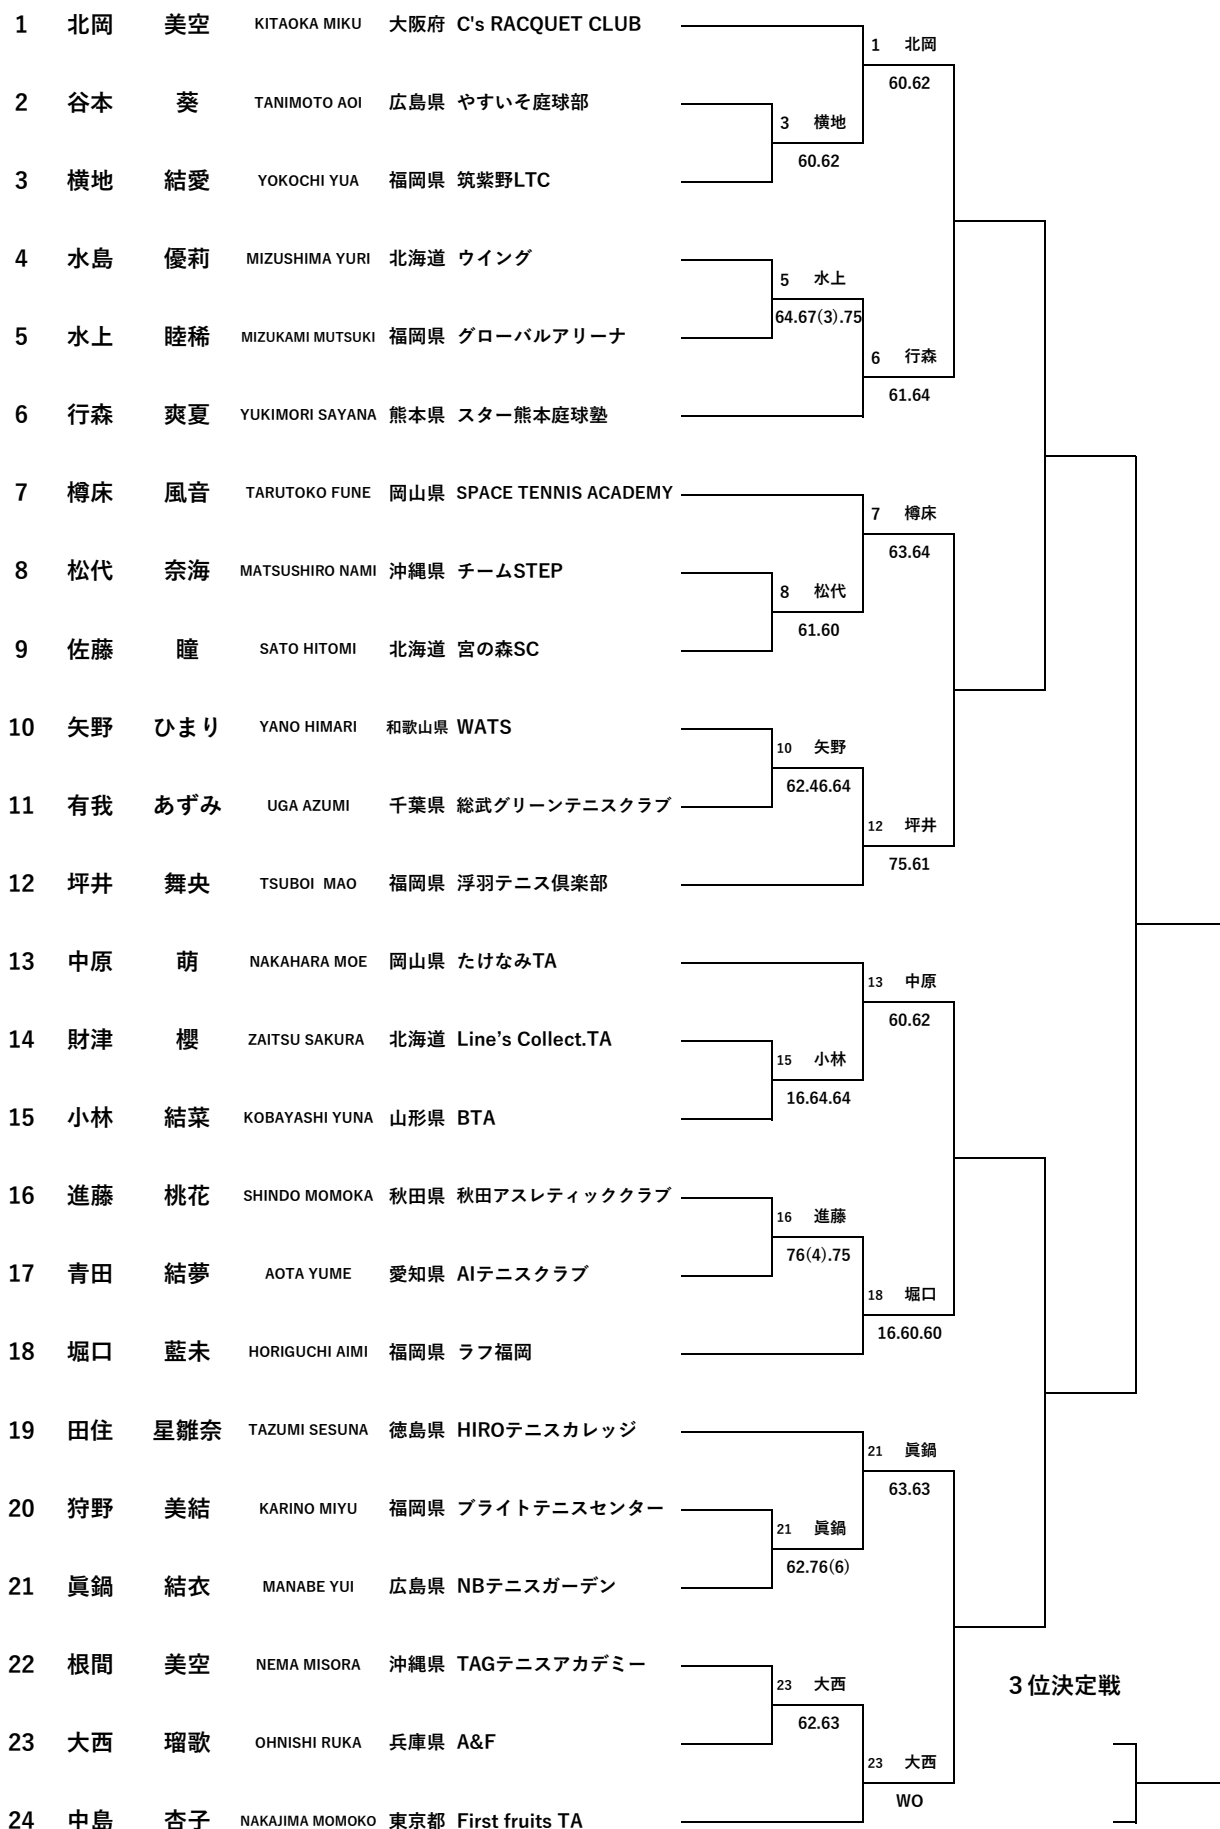 1 北岡 美空 KITAOKA MIKU 大阪府 C's RACQUET CLUB
1 北岡
60.62
2 谷本 葵 TANIMOTO AOI 広島県 やすいそ庭球部
3 横地
60.62
3 横地 結愛 YOKOCHI YUA 福岡県 筑紫野LTC
4 水島 優莉 MIZUSHIMA YURI 北海道 ウイング
5 水上
64.67(3).75
5 水上 睦稀 MIZUKAMI MUTSUKI 福岡県 グローバルアリーナ
6 行森
61.64
6 行森 爽夏 YUKIMORI SAYANA 熊本県 スター熊本庭球塾
7 樽床 風音 TARUTOKO FUNE 岡山県 SPACE TENNIS ACADEMY
7 樽床
63.64
8 松代 奈海 MATSUSHIRO NAMI 沖縄県 チームSTEP
8 松代
61.60
9 佐藤 瞳 SATO HITOMI 北海道 宮の森SC
10 矢野 ひまり YANO HIMARI 和歌山県 WATS
10 矢野
62.46.64
11 有我 あずみ UGA AZUMI 千葉県 総武グリーンテニスクラブ
12 坪井
75.61
12 坪井 舞央 TSUBOI MAO 福岡県 浮羽テニス倶楽部
13 中原 萌 NAKAHARA MOE 岡山県 たけなみTA
13 中原
60.62
14 財津 櫻 ZAITSU SAKURA 北海道 Line’s Collect.TA
15 小林
16.64.64
15 小林 結菜 KOBAYASHI YUNA 山形県 BTA
16 進藤 桃花 SHINDO MOMOKA 秋田県 秋田アスレティッククラブ
16 進藤
76(4).75
17 青田 結夢 AOTA YUME 愛知県 AIテニスクラブ
18 堀口
16.60.60
18 堀口 藍未 HORIGUCHI AIMI 福岡県 ラフ福岡
19 田住 星雛奈 TAZUMI SESUNA 徳島県 HIROテニスカレッジ
21 眞鍋
63.63
20 狩野 美結 KARINO MIYU 福岡県 ブライトテニスセンター
21 眞鍋
62.76(6)
21 眞鍋 結衣 MANABE YUI 広島県 NBテニスガーデン
22 根間 美空 NEMA MISORA 沖縄県 TAGテニスアカデミー
23 大西
62.63
３位決定戦
23 大西 瑠歌 OHNISHI RUKA 兵庫県 A&F
23 大西
WO
24 中島 杏子 NAKAJIMA MOMOKO 東京都 First fruits TA